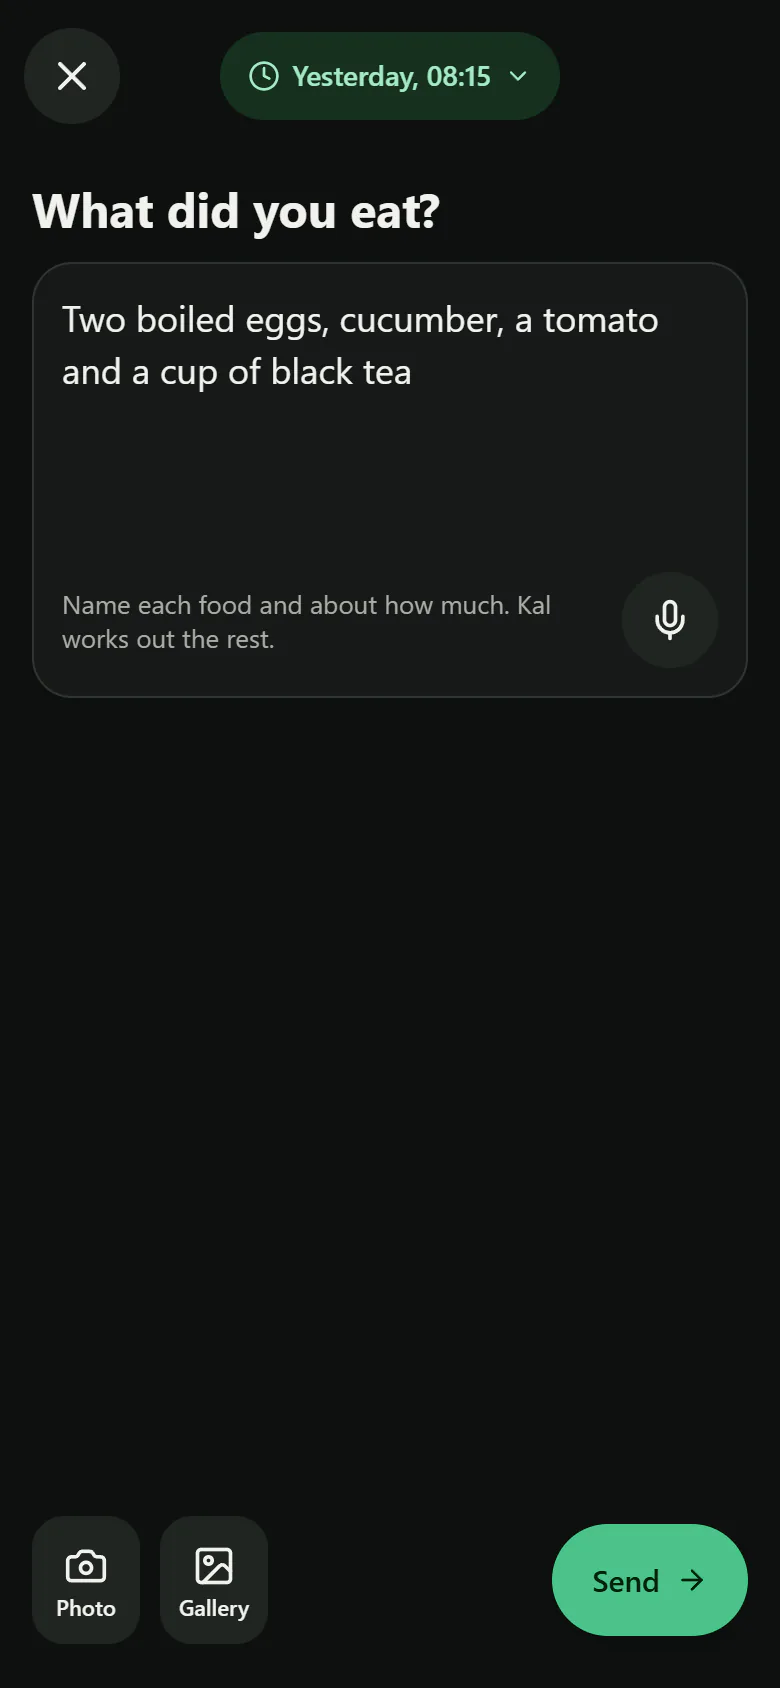 Yesterday, 08:15
What did you eat?
Two boiled eggs, cucumber, a tomato
and a cup of black tea
Name each food and about how much. Kal
works out the rest.
Photo
Gallery
Send